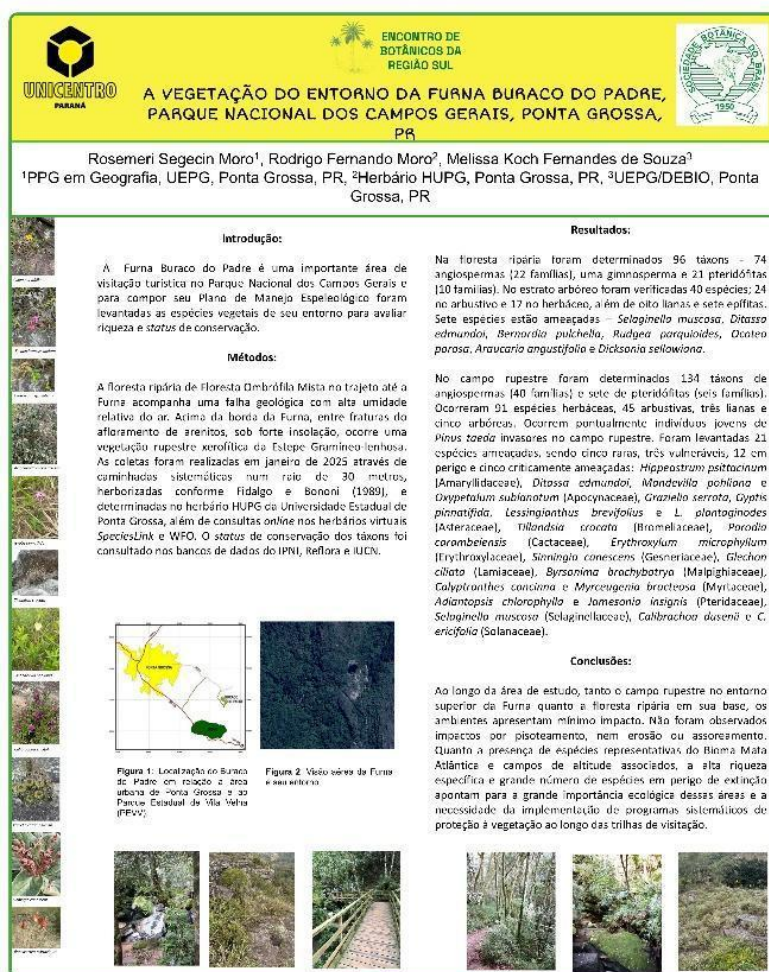 UNICENTRO
PARANÁ
ENCONTRO DE
BOTÂNICOS DA
REGIÃO SUL
SOCIEDADE BOTÂNICA DO BRASIL
1950
A VEGETAÇÃO DO ENTORNO DA FURNA BURACO DO PADRE,
PARQUE NACIONAL DOS CAMPOS GERAIS, PONTA GROSSA,
PR
Rosemeri Segecin Moro¹, Rodrigo Fernando Moro², Melissa Koch Fernandes de Souza³
¹PPG em Geografia, UEPG, Ponta Grossa, PR, ²Herbário HUPG, Ponta Grossa, PR, ³UEPG/DEBIO, Ponta
Grossa, PR
Introdução:
A Furna Buraco do Padre é uma importante área de
visitação turística no Parque Nacional dos Campos Gerais e
para compor seu Plano de Manejo Espeleológico foram
levantadas as espécies vegetais de seu entorno para avaliar
riqueza e status de conservação.
Métodos:
A floresta ripária de Floresta Ombrófila Mista no trajeto até a
Furna acompanha uma falha geológica com alta umidade
relativa do ar. Acima da borda da Furna, entre fraturas do
afloramento de arenitos, sob forte insolação, ocorre uma
vegetação rupestre xerofítica da Estepe Gramíneo-lenhosa.
As coletas foram realizadas em janeiro de 2025 através de
caminhadas sistemáticas num raio de 30 metros,
herborizadas conforme Fidalgo e Bononi (1989), e
determinadas no herbário HUPG da Universidade Estadual de
Ponta Grossa, além de consultas online nos herbários virtuais
SpeciesLink e WFO. O status de conservação dos táxons foi
consultado nos bancos de dados do IPNI, Reflora e IUCN.
PONTA GROSSA
Figura 1: Localização do Buraco
do Padre em relação a área
urbana de Ponta Grossa e ao
Parque Estadual de Vila Velha
(PEVV)
Figura 2 Visão aérea da Furna
e seu entorno
Resultados:
Na floresta ripária foram determinados 96 táxons - 74
angiospermas (22 famílias), uma gimnosperma e 21 pteridófitas
(10 famílias). No estrato arbóreo foram verificadas 40 espécies; 24
no arbustivo e 17 no herbáceo, além de oito lianas e sete epífitas.
Sete espécies estão ameaçadas – Selaginella muscosa, Ditassa
edmundoi, Bernardia pulchella, Rudgea parquioides, Ocotea
porosa, Araucaria angustifolia e Dicksonia sellowiana.
No campo rupestre foram determinados 134 táxons de
angiospermas (40 famílias) e sete de pteridófitas (seis famílias).
Ocorreram 91 espécies herbáceas, 45 arbustivas, três lianas e
cinco arbóreas. Ocorrem pontualmente indivíduos jovens de
Pinus taeda invasores no campo rupestre. Foram levantadas 21
espécies ameaçadas, sendo cinco raras, três vulneráveis, 12 em
perigo e cinco criticamente ameaçadas: Hippeastrum psittacinum
(Amaryllidaceae), Ditassa edmundoi, Mandevilla pohliana e
Oxypetalum sublanatum (Apocynaceae), Graziella serrata, Gyptis
pinnatifida, Lessingianthus brevifolius e L. plantaginodes
(Asteraceae), Tillandsia crocata (Bromeliaceae), Parodia
carambeiensis (Cactaceae), Erythroxylum microphyllum
(Erythroxylaceae), Sinningia canescens (Gesneriaceae), Glechon
ciliata (Lamiaceae), Byrsonima brachybotrya (Malpighiaceae),
Calyptranthes concinna e Myrceugenia bracteosa (Myrtaceae),
Adiantopsis chlorophylla e Jamesonia insignis (Pteridaceae),
Selaginella muscosa (Selaginellaceae), Calibrachoa dusenii e C.
ericifolia (Solanaceae).
Conclusões:
Ao longo da área de estudo, tanto o campo rupestre no entorno
superior da Furna quanto a floresta ripária em sua base, os
ambientes apresentam mínimo impacto. Não foram observados
impactos por pisoteamento, nem erosão ou assoreamento.
Quanto a presença de espécies representativas do Bioma Mata
Atlântica e campos de altitude associados, a alta riqueza
específica e grande número de espécies em perigo de extinção
apontam para a grande importância ecológica dessas áreas e a
necessidade da implementação de programas sistemáticos de
proteção à vegetação ao longo das trilhas de visitação.